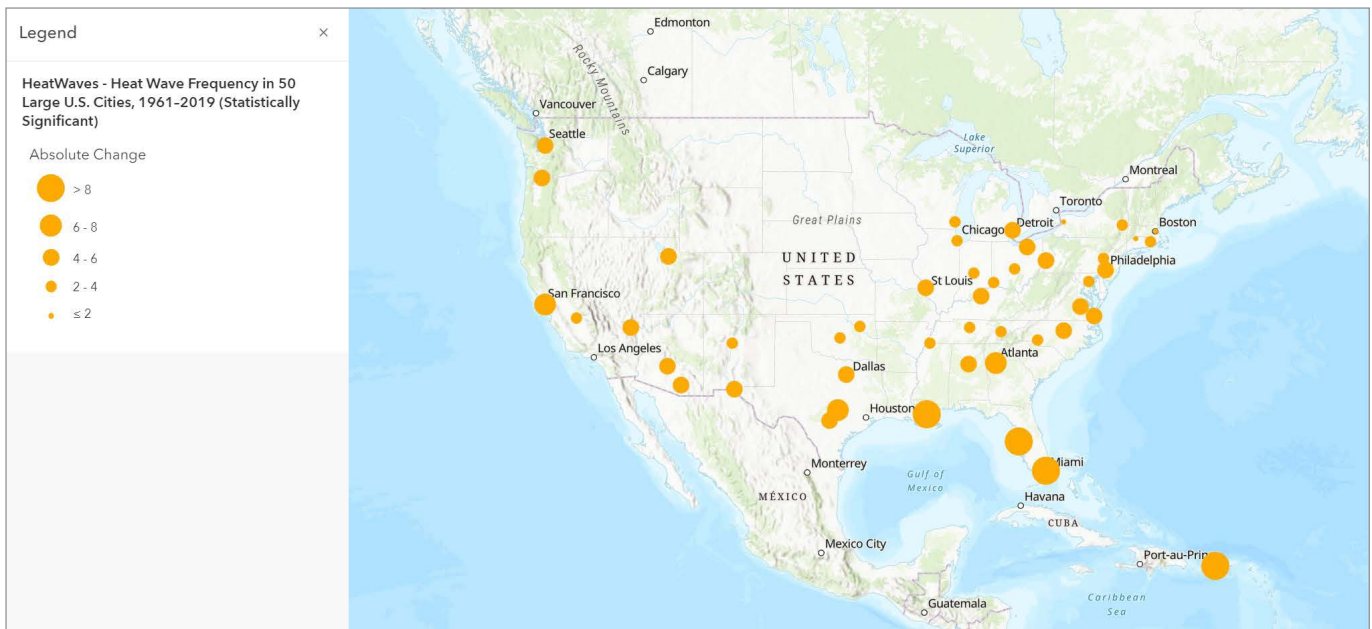 Legend
×
HeatWaves - Heat Wave Frequency in 50
Large U.S. Cities, 1961–2019 (Statistically
Significant)
Absolute Change
> 8
6 - 8
4 - 6
2 - 4
≤ 2
Edmonton
Calgary
Rocky Mountains
Vancouver
Seattle
Lake
Superior
Montreal
Toronto
Great Plains
Chicago
Detroit
Boston
UNITED
STATES
Philadelphia
St Louis
San Francisco
Los Angeles
Atlanta
Dallas
Houston
Monterrey
Miami
Gulf of
Mexico
MÉXICO
Havana
CUBA
Mexico City
Port-au-Prin
Caribbean
Sea
Guatemala